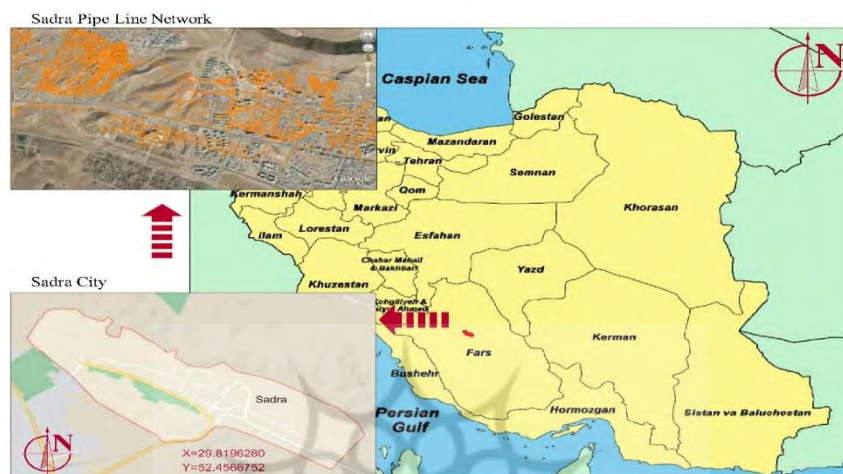 Sadra Pipe Line Network
Google
N
Caspian Sea
Golestan
Mazandaran
Tehran
Semnan
Qom
Kermanshah
Markazi
Khorasan
Lorestan
Esfahan
ilam
Chahar Mahall
& Bakhtiari
Yazd
Khuzestan
Sadra City
Kerman
Fars
Bushehr
Sadra
Persian
Gulf
Hormozgan
Sistan va Baluchestan
N
X=29.8196280
Y=52.4566752